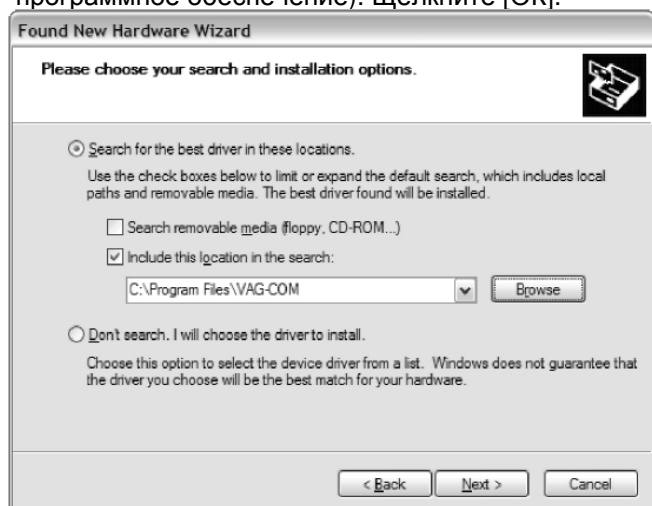 программное обеспечение). Щелкните [OK].
Found New Hardware Wizard
Please choose your search and installation options.
Search for the best driver in these locations.
Use the check boxes below to limit or expand the default search, which includes local
paths and removable media. The best driver found will be installed.
Search removable media (floppy, CD-ROM...)
Include this location in the search:
C:\Program Files\VAG-COM
Browse
Don't search. I will choose the driver to install.
Choose this option to select the device driver from a list. Windows does not guarantee that
the driver you choose will be the best match for your hardware.
< Back Next > Cancel